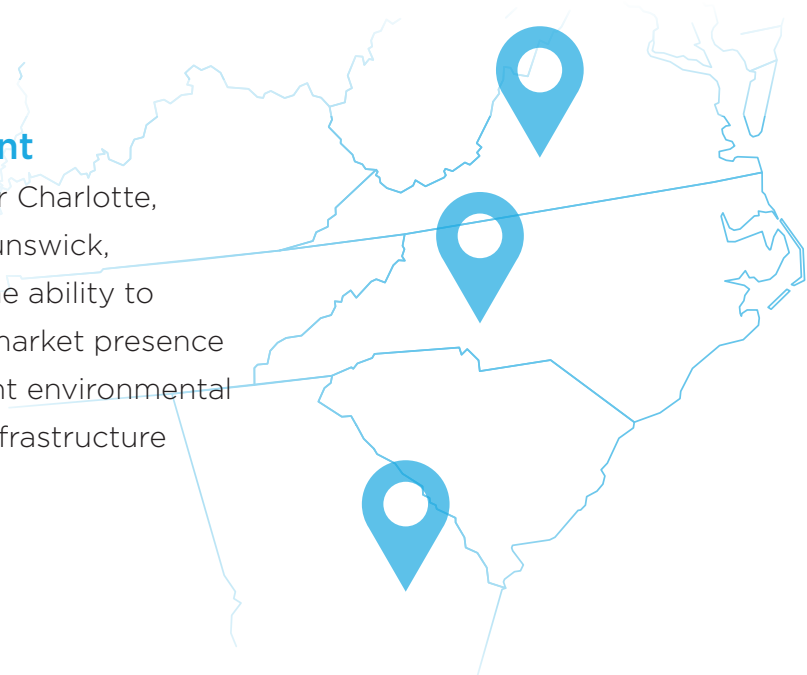 nt
r Charlotte,
unswick,
e ability to
narket presence
nt environmental
frastructure